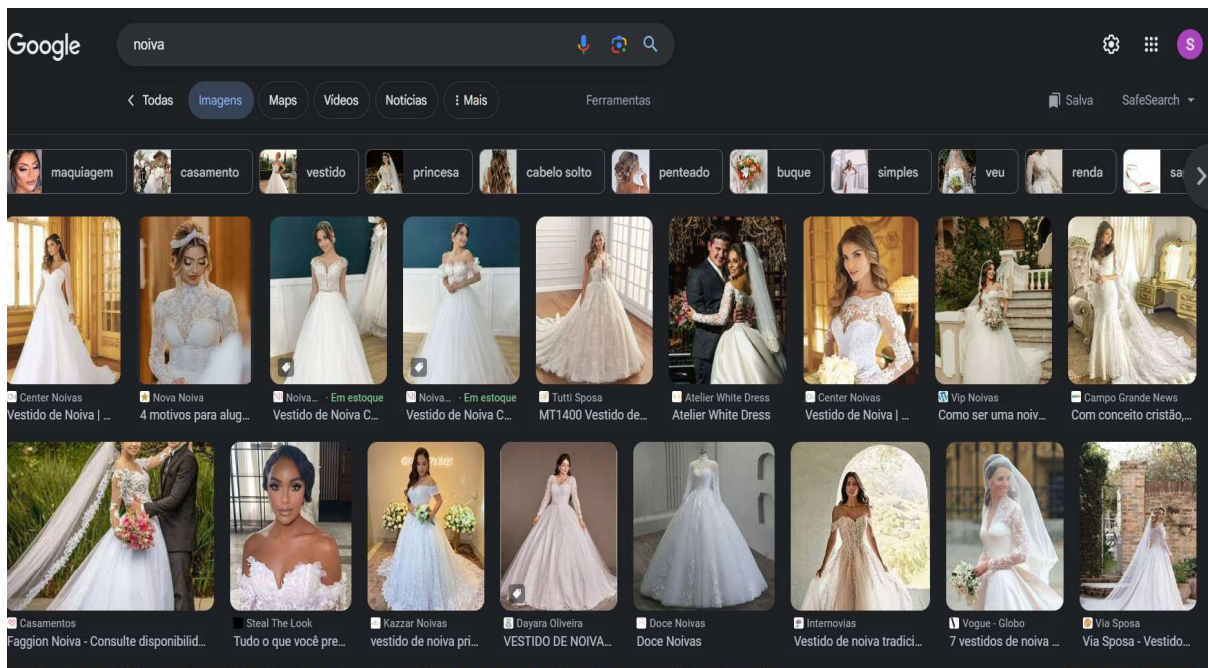 Google
noiva
S
Todas
Imagens
Maps
Vídeos
Notícias
Mais
Ferramentas
Salva
SafeSearch
maquiagem
casamento
vestido
princesa
cabelo solto
penteado
buque
simples
veu
renda
sa
Center Noivas
Vestido de Noiva | ...
Nova Noiva
4 motivos para alug...
Noiva... · Em estoque
Vestido de Noiva C...
Noiva... · Em estoque
Vestido de Noiva C...
Tutti Sposa
MT1400 Vestido de...
Atelier White Dress
Atelier White Dress
Center Noivas
Vestido de Noiva | ...
Vip Noivas
Como ser uma noiv...
Campo Grande News
Com conceito cristão,...
Casamentos
Faggion Noiva - Consulte disponibilid...
Steal The Look
Tudo o que você pre...
Kazzar Noivas
vestido de noiva pri...
Dayara Oliveira
VESTIDO DE NOIVA...
Doce Noivas
Doce Noivas
Internovias
Vestido de noiva tradici...
Vogue - Globo
7 vestidos de noiva ...
Via Sposa
Via Sposa - Vestido...